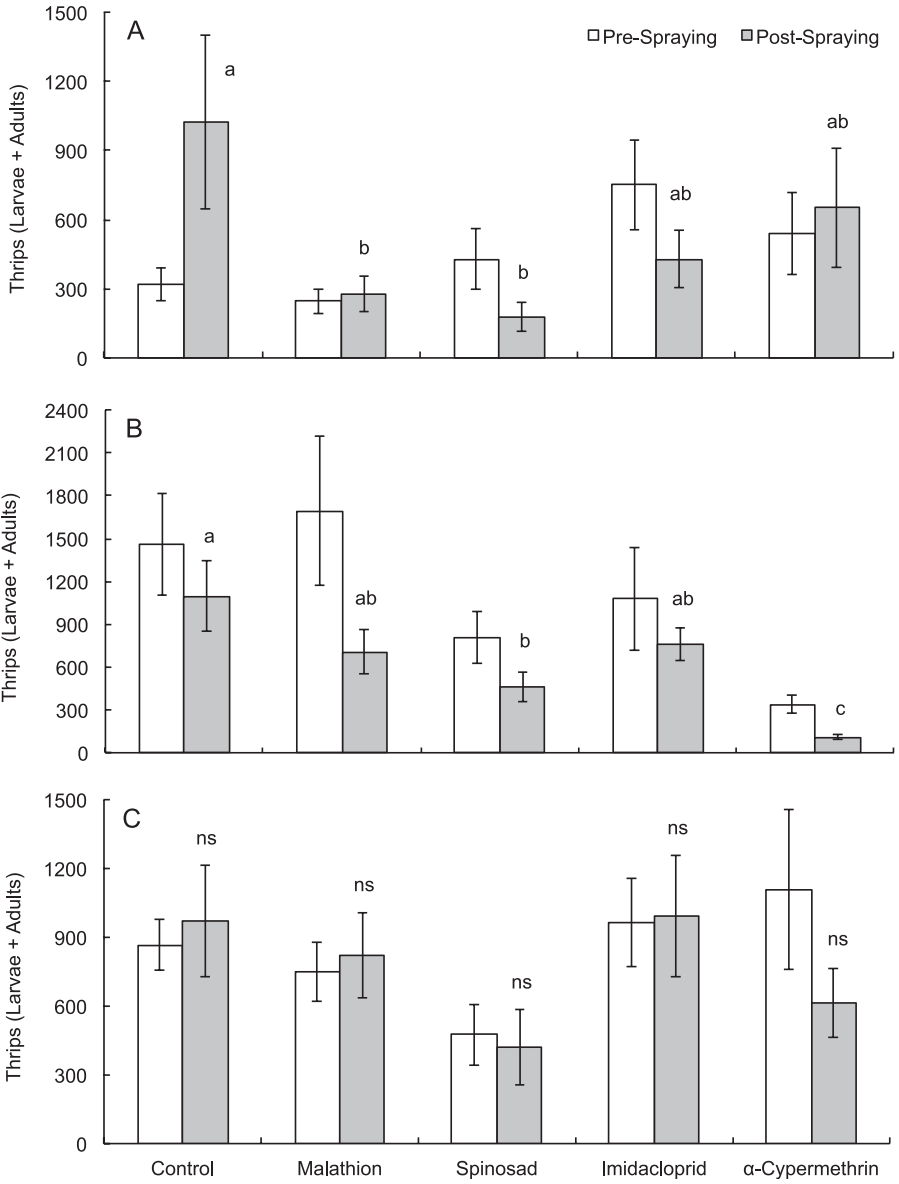 A
Pre-Spraying Post-Spraying
Thrips (Larvae + Adults)
1500
1200
900
600
300
0
a
b
b
ab
ab
B
Thrips (Larvae + Adults)
2400
2100
1800
1500
1200
900
600
300
0
a
ab
b
ab
c
C
Thrips (Larvae + Adults)
1500
1200
900
600
300
0
ns
ns
ns
ns
ns
Control Malathion Spinosad Imidacloprid α-Cypermethrin